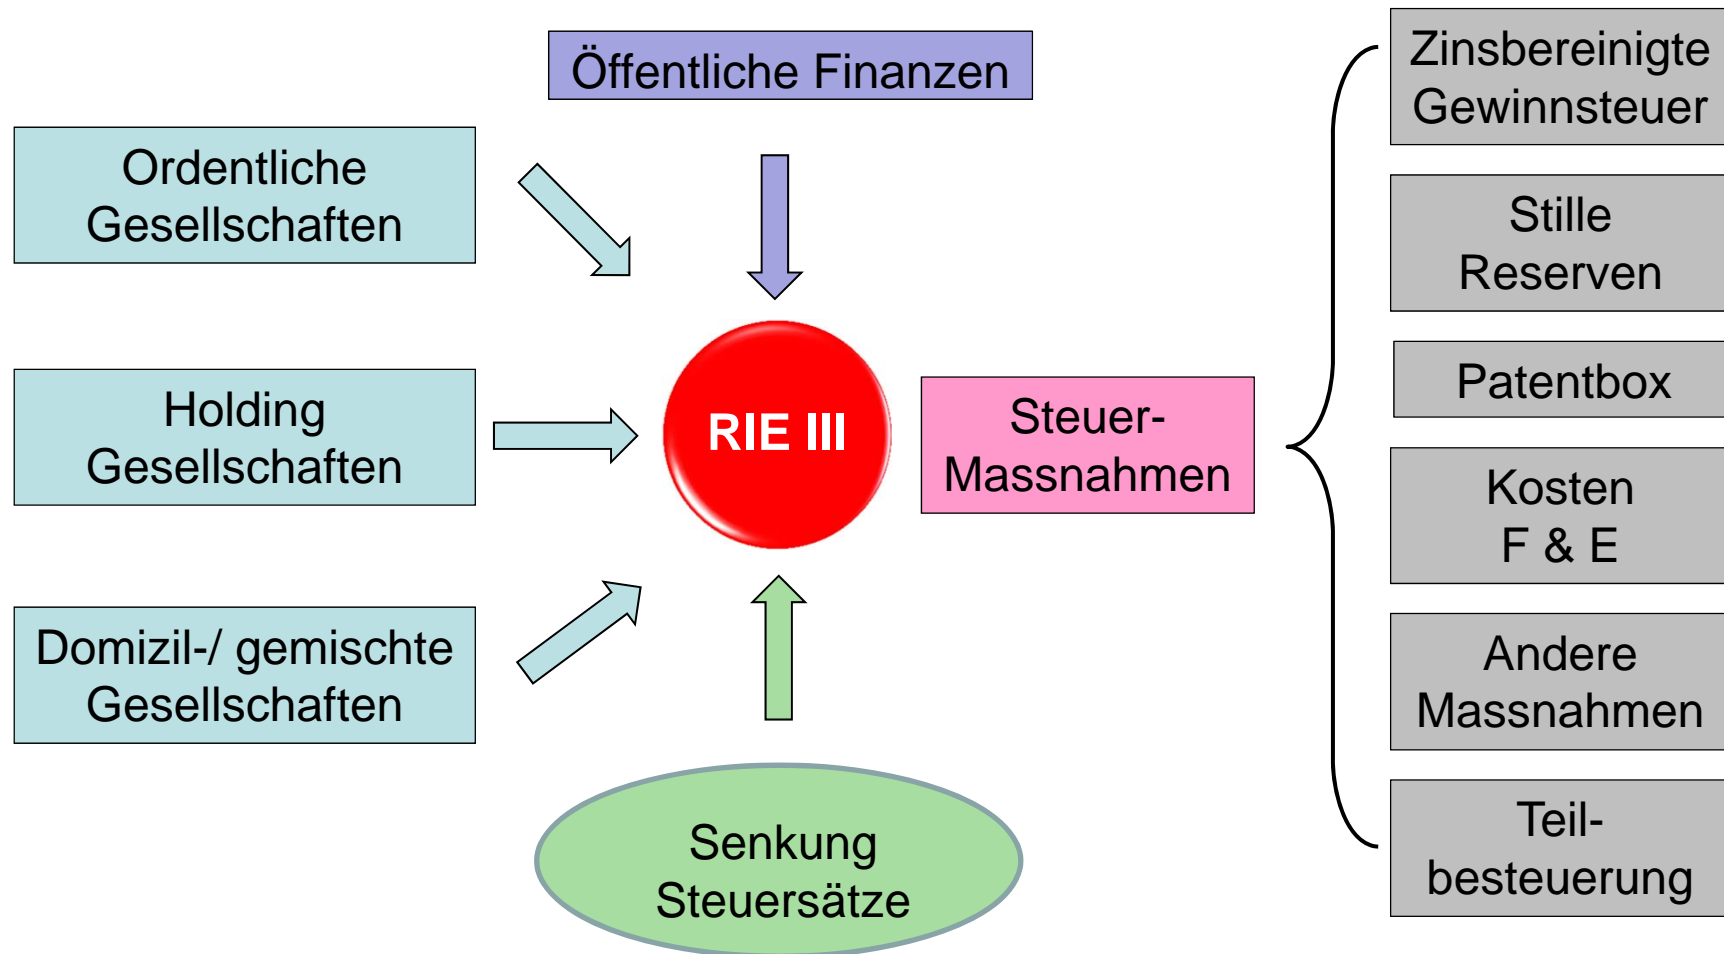 Öffentliche Finanzen
Ordentliche
Gesellschaften
Holding
Gesellschaften
Domizil-/ gemischte
Gesellschaften
RIE III
Senkung
Steuersätze
Steuer-
Massnahmen
Zinsbereinigte
Gewinnsteuer
Stille
Reserven
Patentbox
Kosten
F & E
Andere
Massnahmen
Teil-
besteuerung